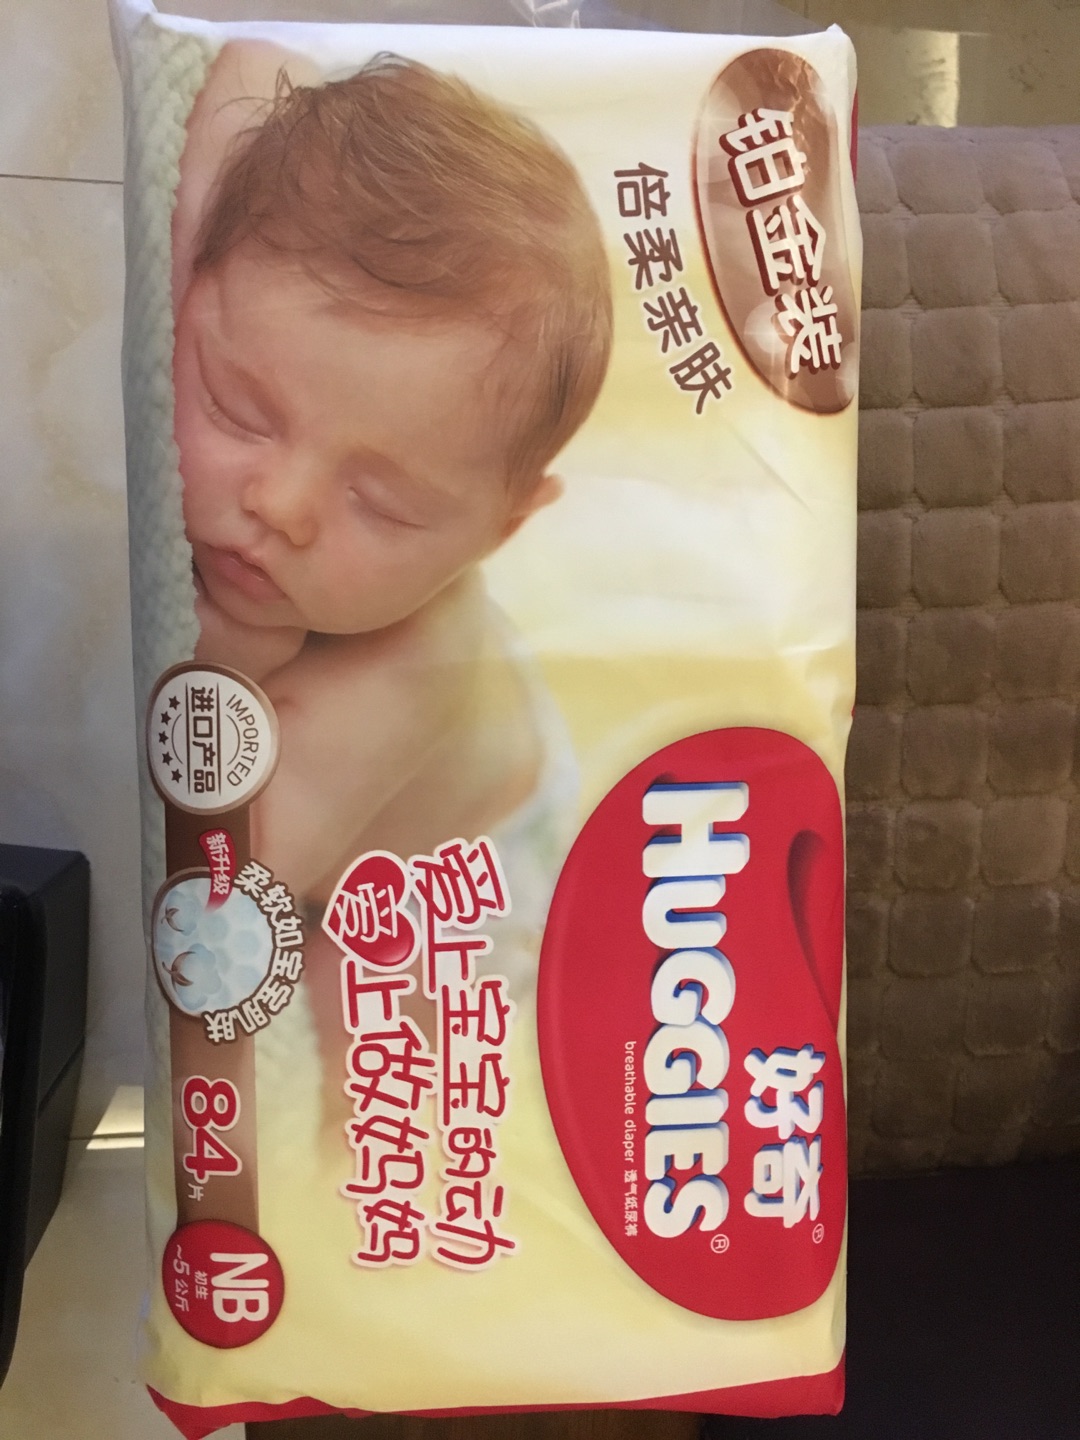 铂金装
倍柔亲肤
好奇®
HUGGIES®
breathable diaper 透气纸尿裤
爱上宝宝的动
爱上做妈妈
IMPORTED
进口产品
新升级
柔软如宝宝肌肤
84片
NB
初生
~5公斤